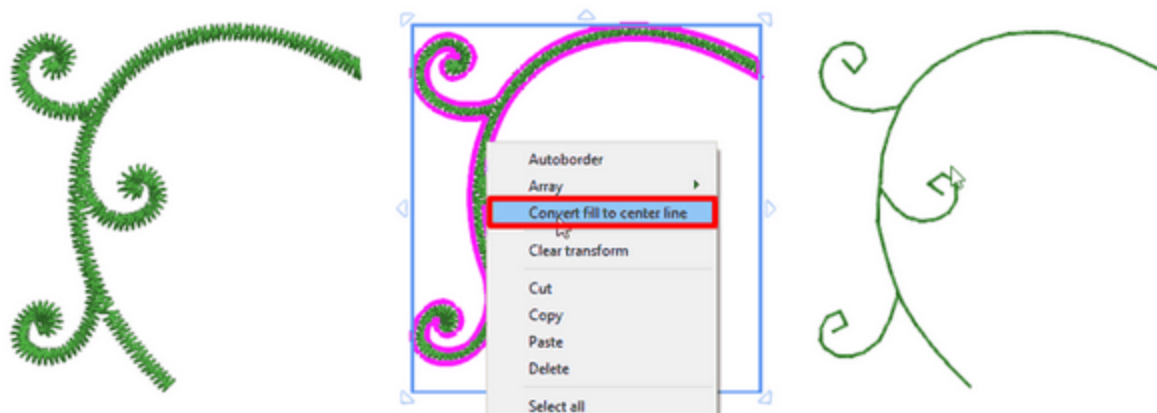 Autoborder
Array
Convert fill to center line
Clear transform
Cut
Copy
Paste
Delete
Select all